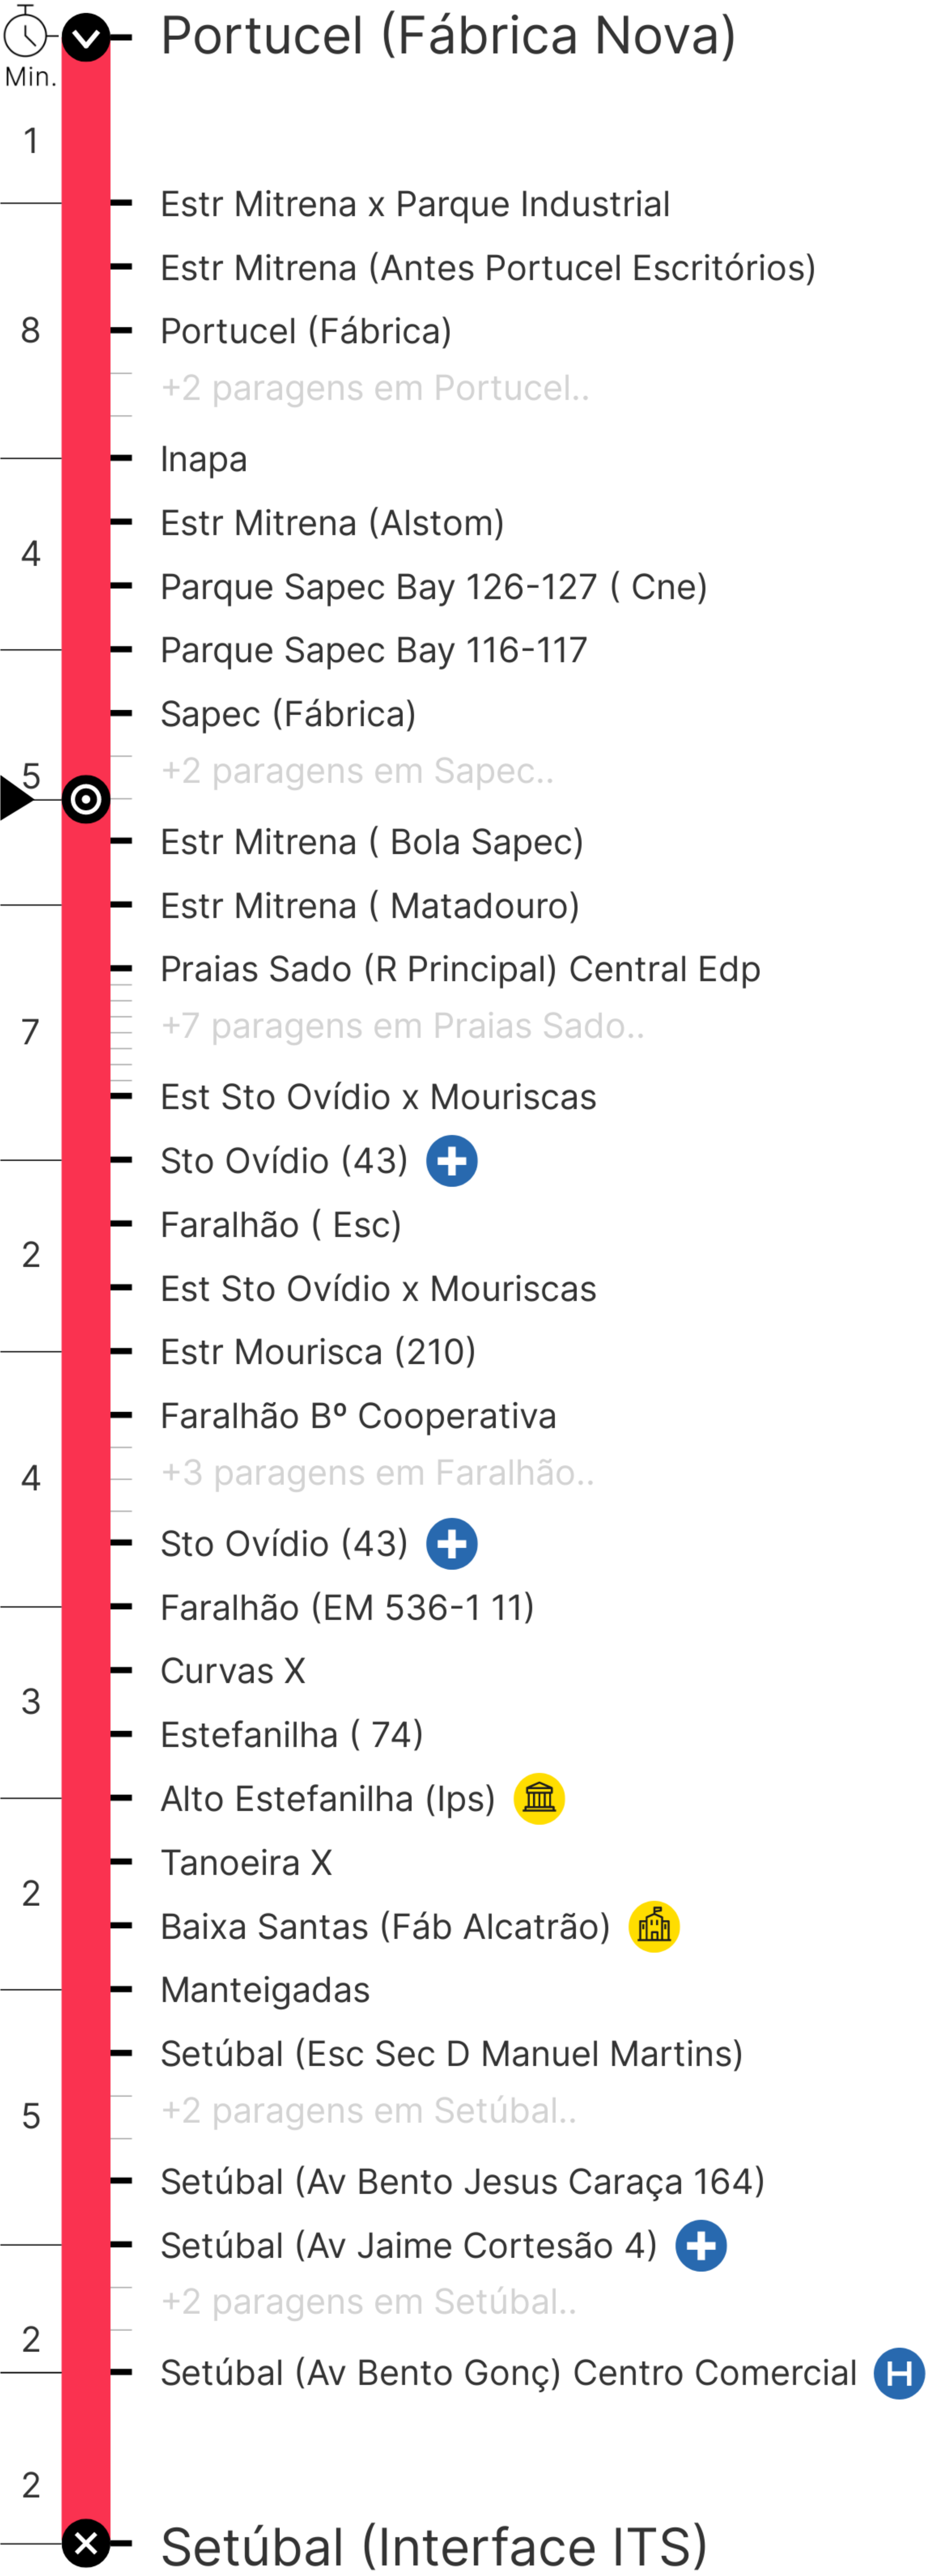 Portucel (Fábrica Nova)
Min.
1
Estr Mitrena x Parque Industrial
Estr Mitrena (Antes Portucel Escritórios)
8
Portucel (Fábrica)
+2 paragens em Portucel..
Inapa
Estr Mitrena (Alstom)
4
Parque Sapec Bay 126-127 ( Cne)
Parque Sapec Bay 116-117
Sapec (Fábrica)
+2 paragens em Sapec..
5
Estr Mitrena ( Bola Sapec)
Estr Mitrena ( Matadouro)
Praias Sado (R Principal) Central Edp
+7 paragens em Praias Sado..
7
Est Sto Ovídio x Mouriscas
Sto Ovídio (43)
Faralhão ( Esc)
2
Est Sto Ovídio x Mouriscas
Estr Mourisca (210)
Faralhão Bº Cooperativa
+3 paragens em Faralhão..
4
Sto Ovídio (43)
Faralhão (EM 536-1 11)
Curvas X
3
Estefanilha ( 74)
Alto Estefanilha (Ips)
Tanoeira X
2
Baixa Santas (Fáb Alcatrão)
Manteigadas
Setúbal (Esc Sec D Manuel Martins)
+2 paragens em Setúbal..
5
Setúbal (Av Bento Jesus Caraça 164)
Setúbal (Av Jaime Cortesão 4)
+2 paragens em Setúbal..
2
Setúbal (Av Bento Gonç) Centro Comercial H
2
Setúbal (Interface ITS)